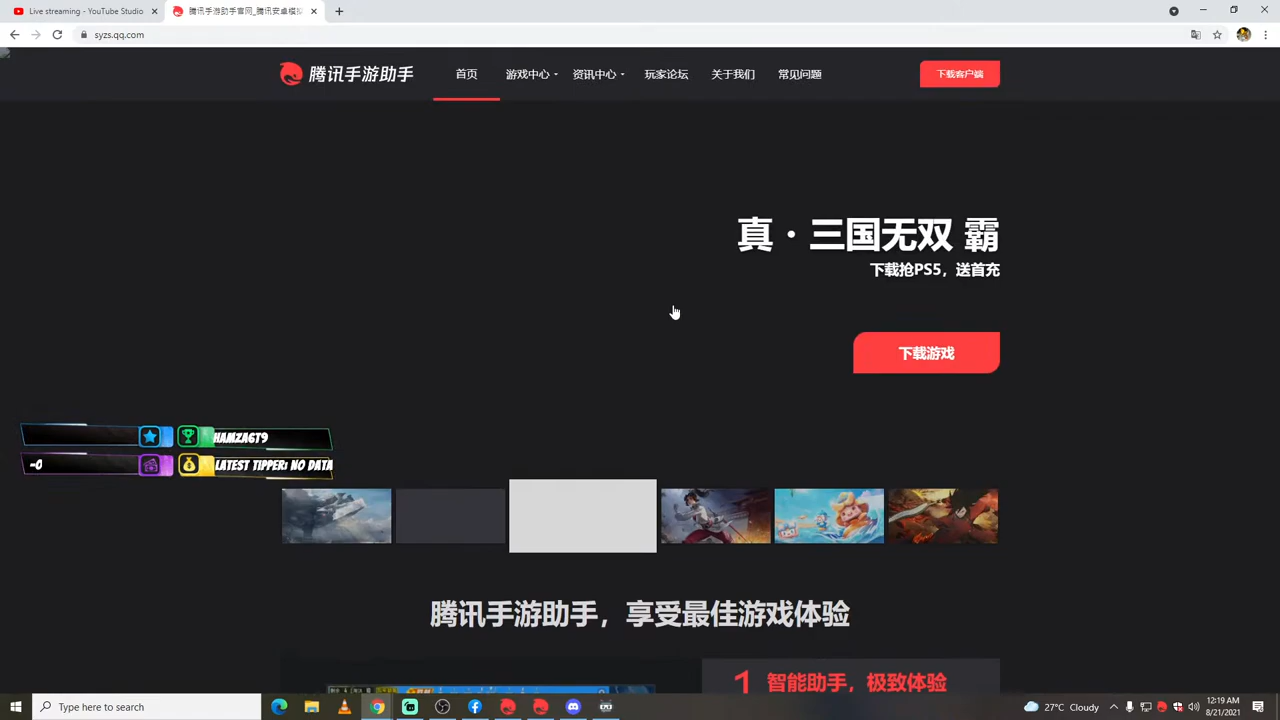 Live streaming - YouTube Studio
腾讯手游助手官网_腾讯安卓模拟
syzs.qq.com
腾讯手游助手
首页
游戏中心
资讯中心
玩家论坛
关于我们
常见问题
下载客户端
真·三国无双 霸
下载抢PS5，送首充
下载游戏
HAMZA6T9
-0
LATEST TIPPER: NO DATA
腾讯手游助手，享受最佳游戏体验
1 智能助手，极致体验
Type here to search
27°C Cloudy
12:19 AM
8/21/2021